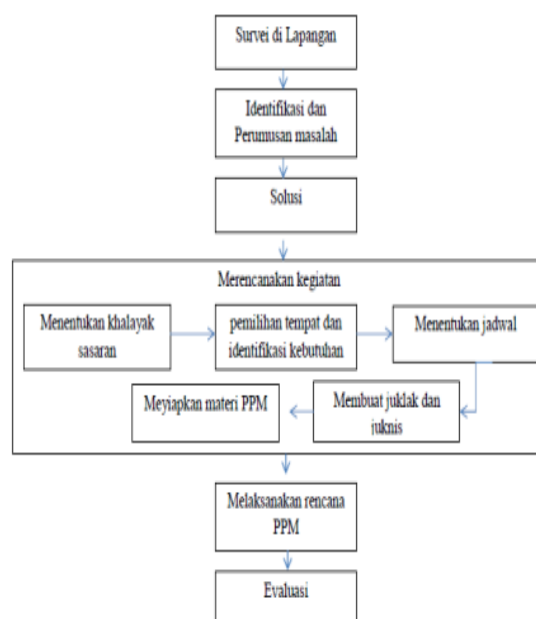 Survei di Lapangan
Identifikasi dan
Perumusan masalah
Solusi
Merencanakan kegiatan
Menentukan khalayak
sasaran
pemilihan tempat dan
identifikasi kebutuhan
Menentukan jadwal
Membuat juklak dan
juknis
Meyiapkan materi PPM
Melaksanakan rencana
PPM
Evaluasi